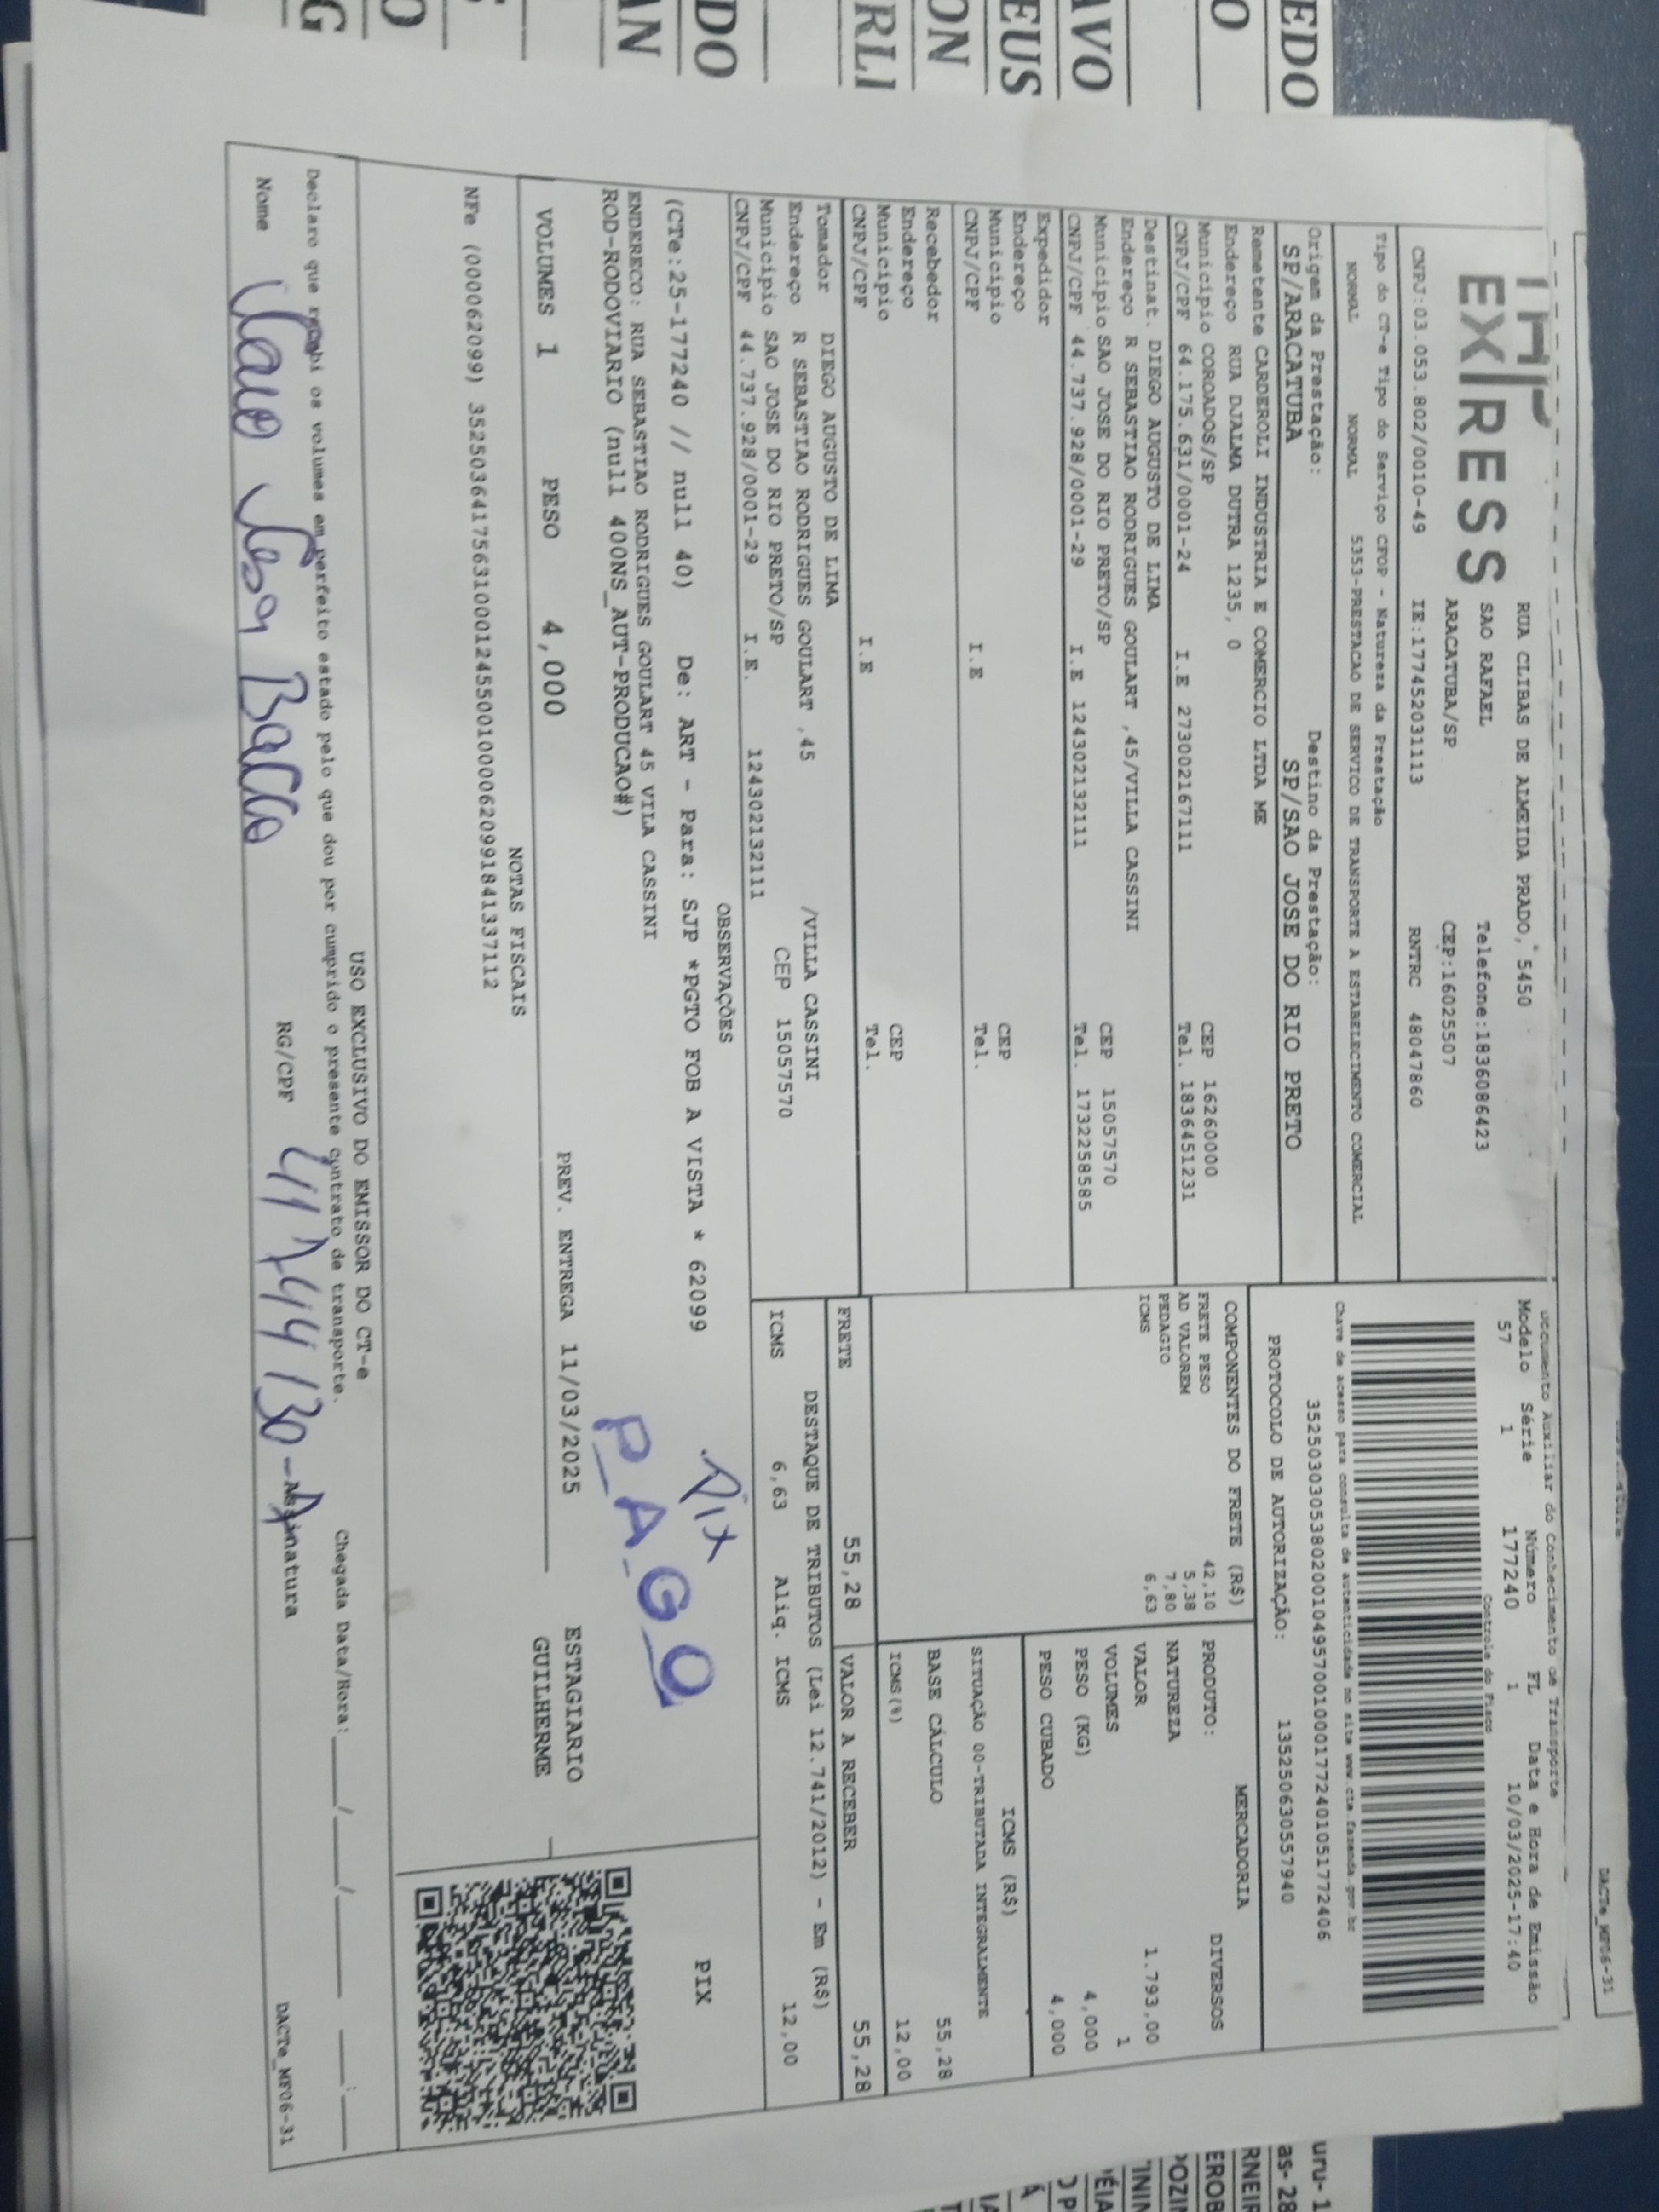 DACTe_MF06-31
EXPRESS
RUA CLIBAS DE ALMEIDA PRADO, 5450
SAO RAFAEL Telefone:1836086423
ARACATUBA/SP CEP:16025507
CNPJ:03.053.802/0010-49 IE:177452031113 RNTRC 48047860
Documento Auxiliar do Conhecimento de Transporte
Modelo Série Número FL Data e Hora de Emissão
57 1 177240 1 10/03/2025-17:40
Controle do Fisco
Chave de acesso para consulta de autenticidade no site www.cte.fazenda.gov.br
35250303053802001049570010001772401051772406
PROTOCOLO DE AUTORIZAÇÃO: 135250630557940
Tipo do CT-e Tipo do Serviço CFOP - Natureza da Prestação
NORMAL NORMAL 5353-PRESTACAO DE SERVICO DE TRANSPORTE A ESTABELECIMENTO COMERCIAL
Origem da Prestação: Destino da Prestação:
SP/ARACATUBA SP/SAO JOSE DO RIO PRETO
Remetente CARDEROLI INDUSTRIA E COMERCIO LTDA ME
Endereço RUA DJALMA DUTRA 1235, 0
Município COROADOS/SP CEP 16260000
CNPJ/CPF 64.175.631/0001-24 I.E 273002167111 Tel. 1836451231
Destinat. DIEGO AUGUSTO DE LIMA
Endereço R SEBASTIAO RODRIGUES GOULART ,45/VILLA CASSINI
Município SAO JOSE DO RIO PRETO/SP CEP 15057570
CNPJ/CPF 44.737.928/0001-29 I.E 124302132111 Tel. 1732258585
Expedidor
Endereço
Município CEP
CNPJ/CPF I.E Tel.
Recebedor
Endereço
Município CEP
CNPJ/CPF I.E Tel.
Tomador DIEGO AUGUSTO DE LIMA
Endereço R SEBASTIAO RODRIGUES GOULART ,45 /VILLA CASSINI
Município SAO JOSE DO RIO PRETO/SP CEP 15057570
CNPJ/CPF 44.737.928/0001-29 I.E. 124302132111
COMPONENTES DO FRETE (R$)
FRETE PESO 42,10
AD VALOREM 5,38
PEDAGIO 7,80
ICMS 6,63
MERCADORIA
PRODUTO: DIVERSOS
NATUREZA
VALOR 1.793,00
VOLUMES 1
PESO (KG) 4,000
PESO CUBADO 4,000
ICMS (R$)
SITUAÇÃO 00-TRIBUTADA INTEGRALMENTE
BASE CÁLCULO 55,28
ICMS(%) 12,00
FRETE 55,28 VALOR A RECEBER 55,28
DESTAQUE DE TRIBUTOS (Lei 12.741/2012) - Em (R$)
ICMS 6,63 Aliq. ICMS 12,00
OBSERVAÇÕES
(CTe:25-177240 // null 40) De: ART - Para: SJP *PGTO FOB A VISTA * 62099
ENDERECO: RUA SEBASTIAO RODRIGUES GOULART 45 VILA CASSINI
ROD-RODOVIARIO (null 400NS_AUT-PRODUCAO#)
Pix
P_A_G_O
PIX
VOLUMES 1 PESO 4,000 PREV. ENTREGA 11/03/2025
ESTAGIARIO
GUILHERME
NOTAS FISCAIS
NFe (000062099) 35250364175631000124550010000620991841337112
USO EXCLUSIVO DO EMISSOR DO CT-e
Declaro que recebi os volumes em perfeito estado pelo que dou por cumprido o presente contrato de transporte. Chegada Data/Hora: ___/___/___ __:__
Nome RG/CPF Assinatura
DACTe_MF06-31
EDO
O
AVO
EUS
ON
RLI
DO
AN
O
G